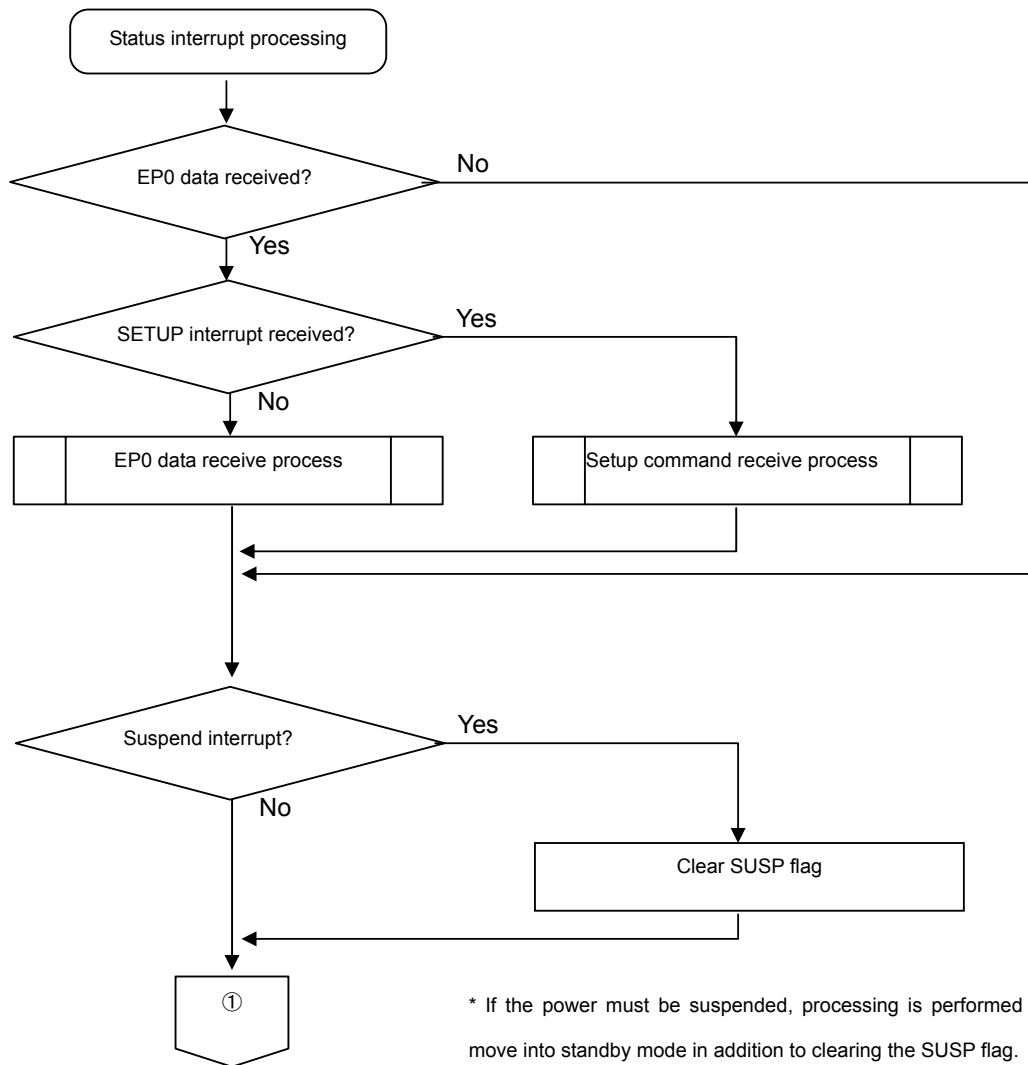 Status interrupt processing
EP0 data received?
No
Yes
SETUP interrupt received?
Yes
No
EP0 data receive process
Setup command receive process
Suspend interrupt?
Yes
No
Clear SUSP flag
①
* If the power must be suspended, processing is performed
move into standby mode in addition to clearing the SUSP flag.